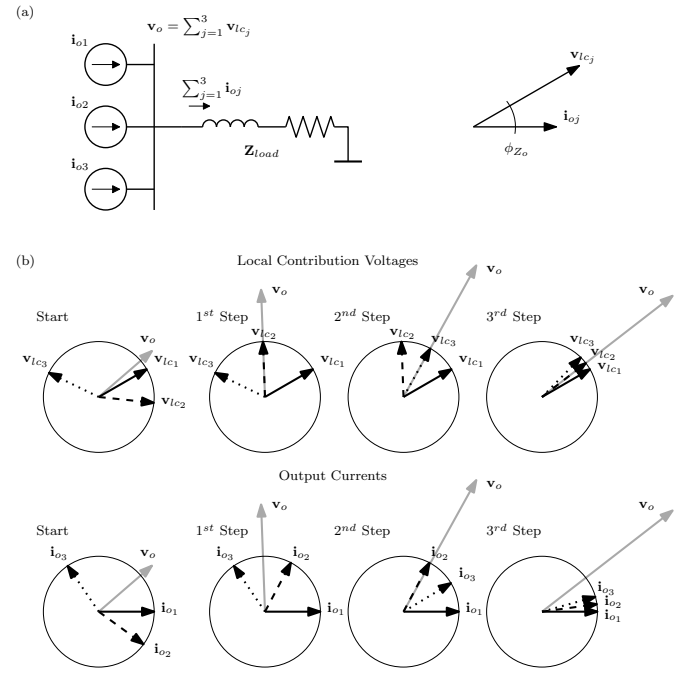 (a)
𝐯ₒ = ∑³ⱼ₌₁ 𝐯_{lc_j}
𝐢_{o1}
∑³ⱼ₌₁ 𝐢_{oj}
𝐢_{o2}
𝐙_{load}
𝐢_{o3}
𝐯_{lc_j}
𝐢_{oj}
ϕ_{Z_o}
(b)
Local Contribution Voltages
Start
1^{st} Step
2^{nd} Step
3^{rd} Step
𝐯_o
𝐯_{lc_1}
𝐯_{lc_2}
𝐯_{lc_3}
𝐯_o
𝐯_{lc_2}
𝐯_{lc_3}
𝐯_{lc_1}
𝐯_o
𝐯_{lc_2}
𝐯_{lc_3}
𝐯_{lc_1}
𝐯_o
𝐯_{lc_3}
𝐯_{lc_2}
𝐯_{lc_1}
Output Currents
Start
1^{st} Step
2^{nd} Step
3^{rd} Step
𝐢_{o_3}
𝐯_o
𝐢_{o_1}
𝐢_{o_2}
𝐯_o
𝐢_{o_3}
𝐢_{o_2}
𝐢_{o_1}
𝐯_o
𝐢_{o_2}
𝐢_{o_3}
𝐢_{o_1}
𝐯_o
𝐢_{o_3}
𝐢_{o_2}
𝐢_{o_1}